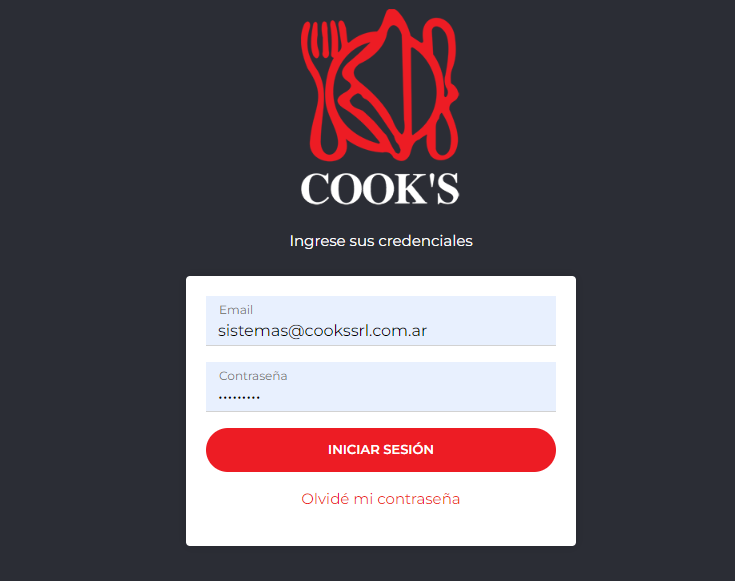 COOK'S
Ingrese sus credenciales
Email
sistemas@cookssrl.com.ar
Contraseña
•••••••••
INICIAR SESIÓN
Olvidé mi contraseña